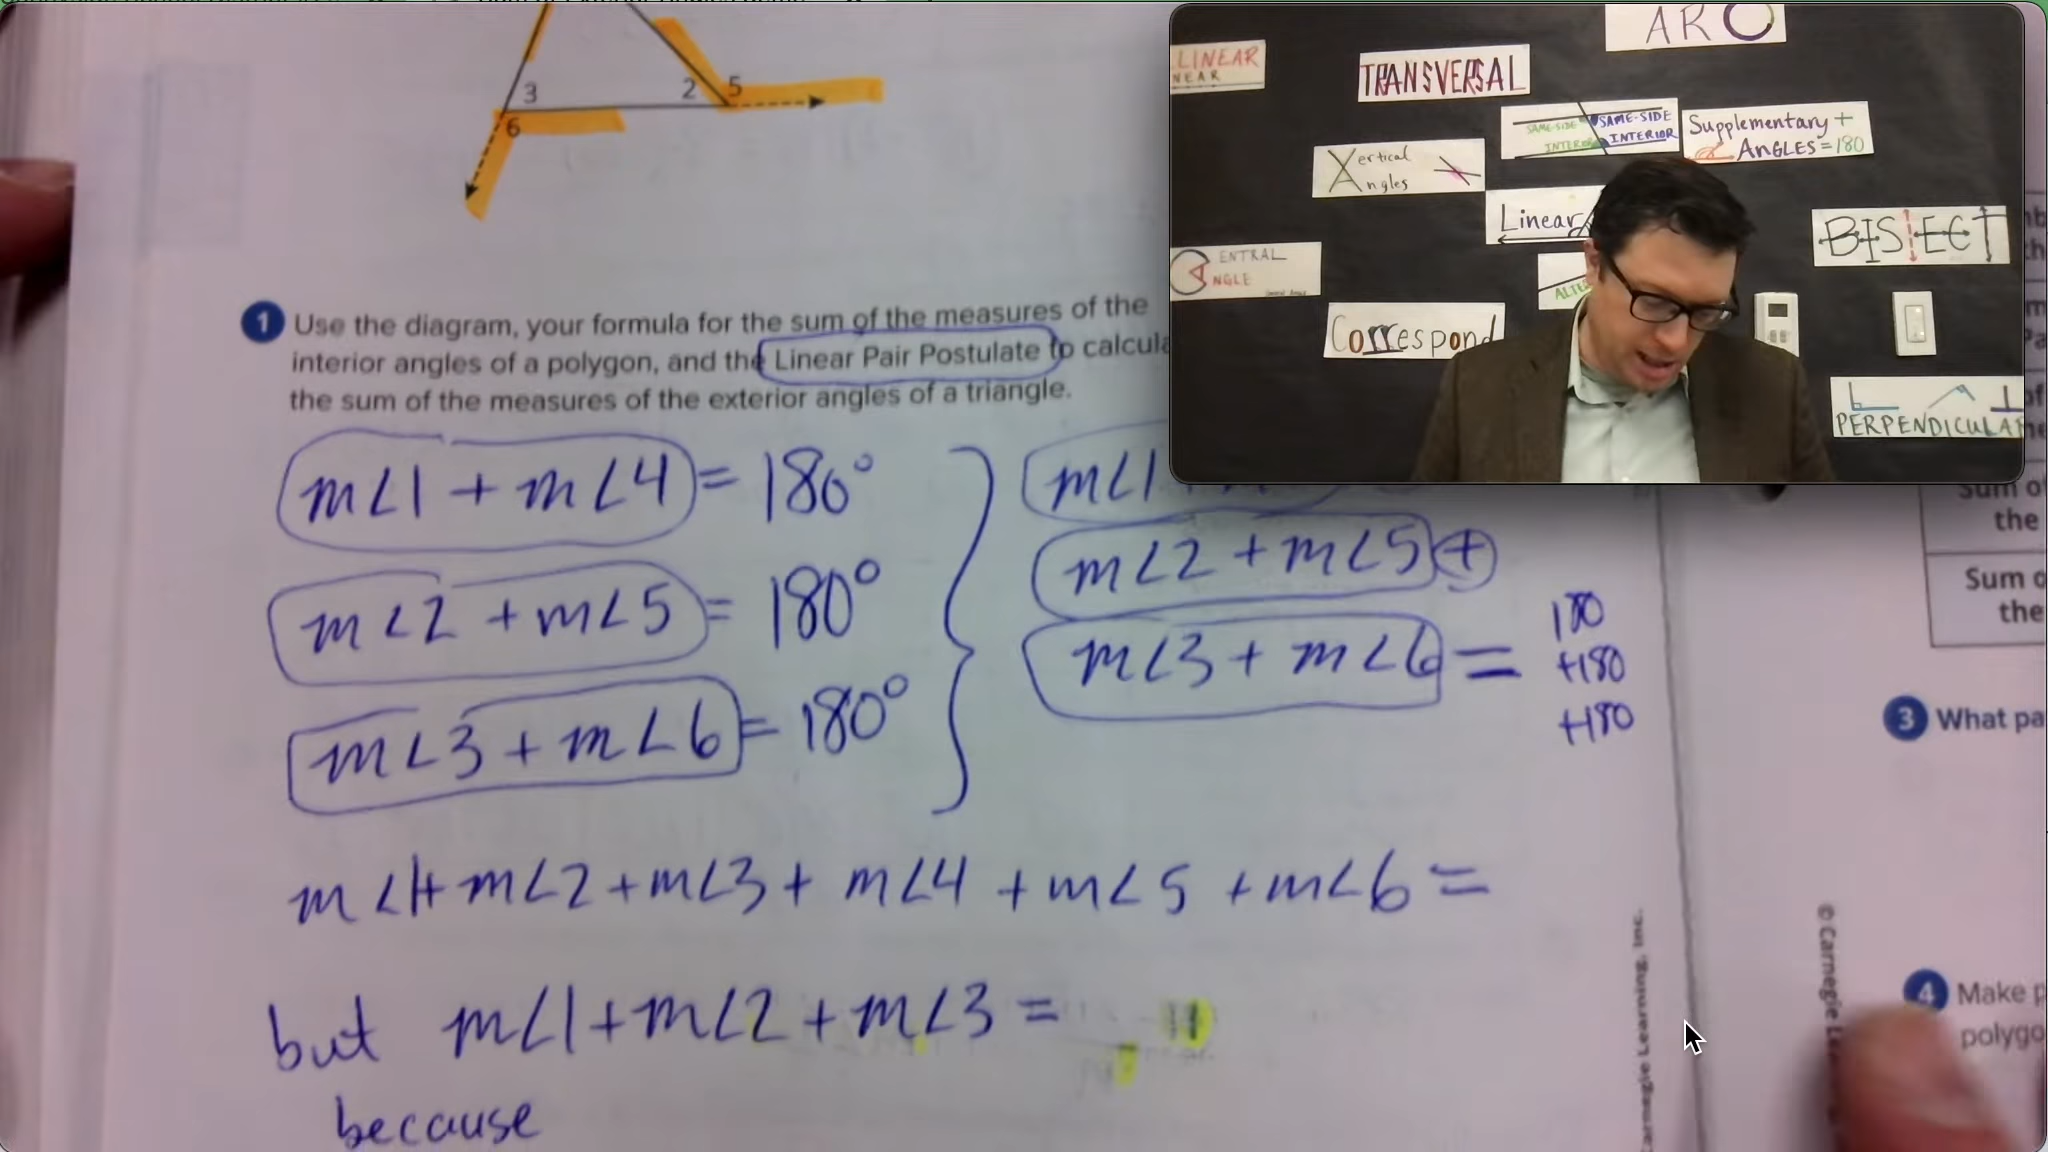 3
2
5
6
1 Use the diagram, your formula for the sum of the measures of the
interior angles of a polygon, and the Linear Pair Postulate to
the sum of the measures of the exterior angles of a triangle.
m∠1 + m∠4 = 180°
m∠2 + m∠5 = 180°
m∠3 + m∠6 = 180°
m∠1 +
m∠2 + m∠5 +
m∠3 + m∠6 =
180
+180
+180
m∠1 + m∠2 + m∠3 + m∠4 + m∠5 + m∠6 =
but m∠1 + m∠2 + m∠3 =
because
LINEAR
TRANSVERSAL
SAME-SIDE
INTERIOR
SAME-SIDE
INTERIOR
Supplementary +
ANGLES = 180
Vertical
Angles
Linear
BISECT
CENTRAL
ANGLE
Correspond
PERPENDICULA
Sum o
the
Sum o
the
3 What pa
4 Make p
polygo
Carnegie Learning, Inc.
© Carnegie